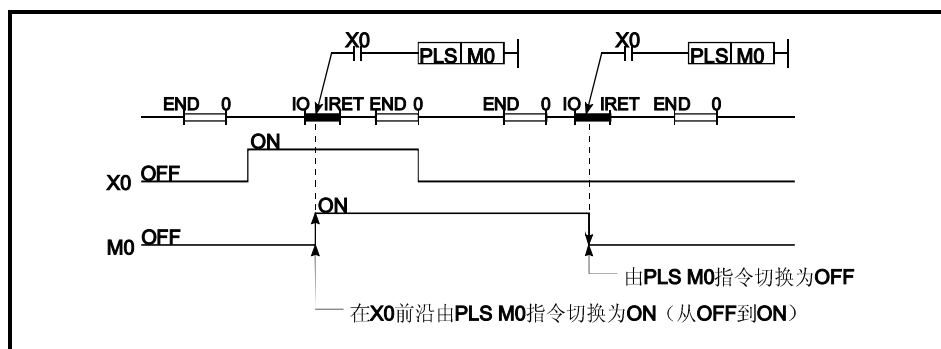 X0 X0
PLS M0 PLS M0
END 0 I0 IRET END 0 END 0 I0 IRET END 0
ON
X0 OFF
ON
M0 OFF
由PLS M0指令切换为OFF
在X0前沿由PLS M0指令切换为ON（从OFF到ON）